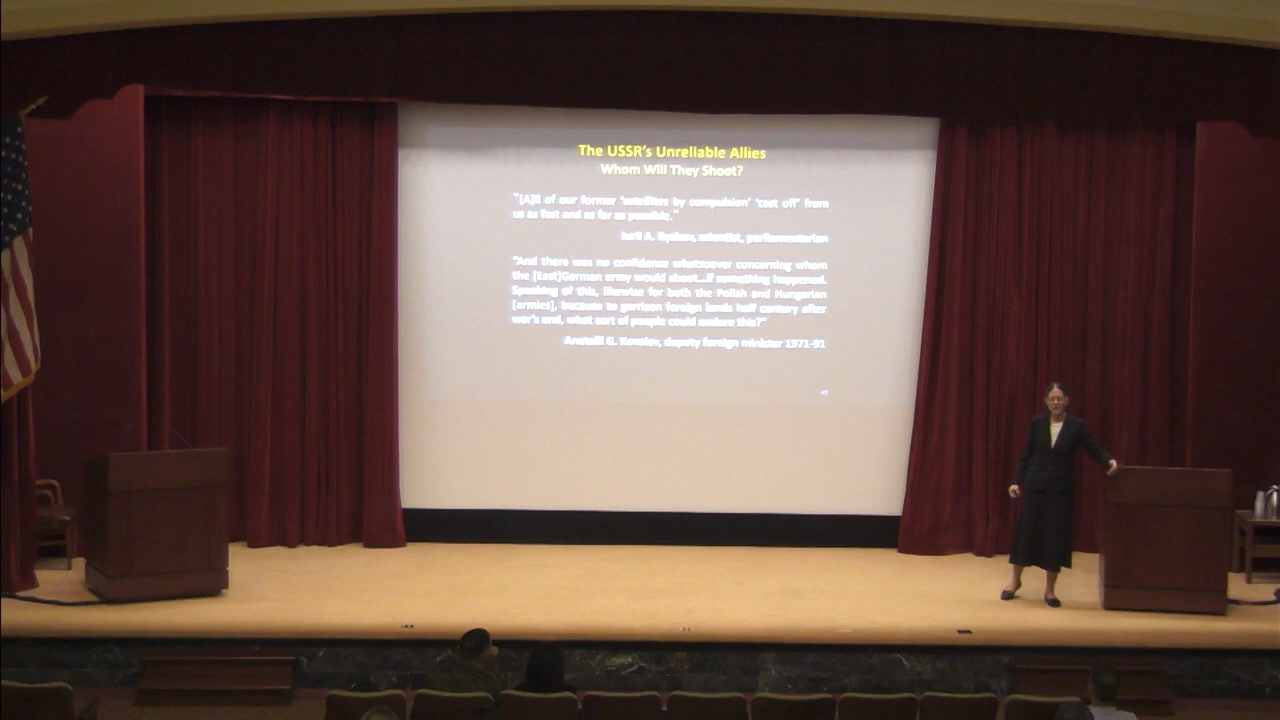 The USSR's Unreliable Allies
Whom Will They Shoot?
"[A]ll of our former 'satellites by compulsion' 'cast off' from
us as fast and as far as possible."
A. Ryzhov, scientist, parliamentarian
"And there was no confidence whatsoever concerning whom
the [East]German army would shoot...if something happened.
Speaking of this, likewise for both the Polish and Hungarian
[armies], because to garrison foreign lands half century after
war's end, what sort of people could endure this?"
Anatolii G. Kovalev, deputy foreign minister 1971-91